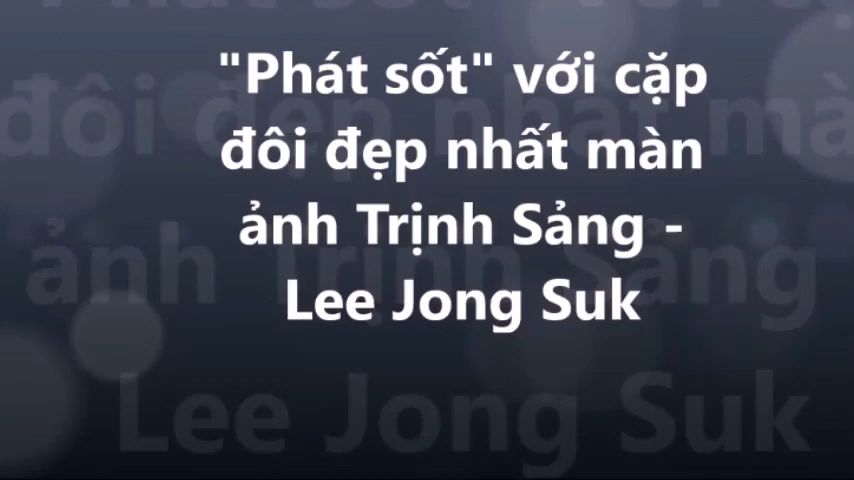 "Phát sốt" với cặp
đôi đẹp nhất màn
ảnh Trịnh Sảng -
Lee Jong Suk